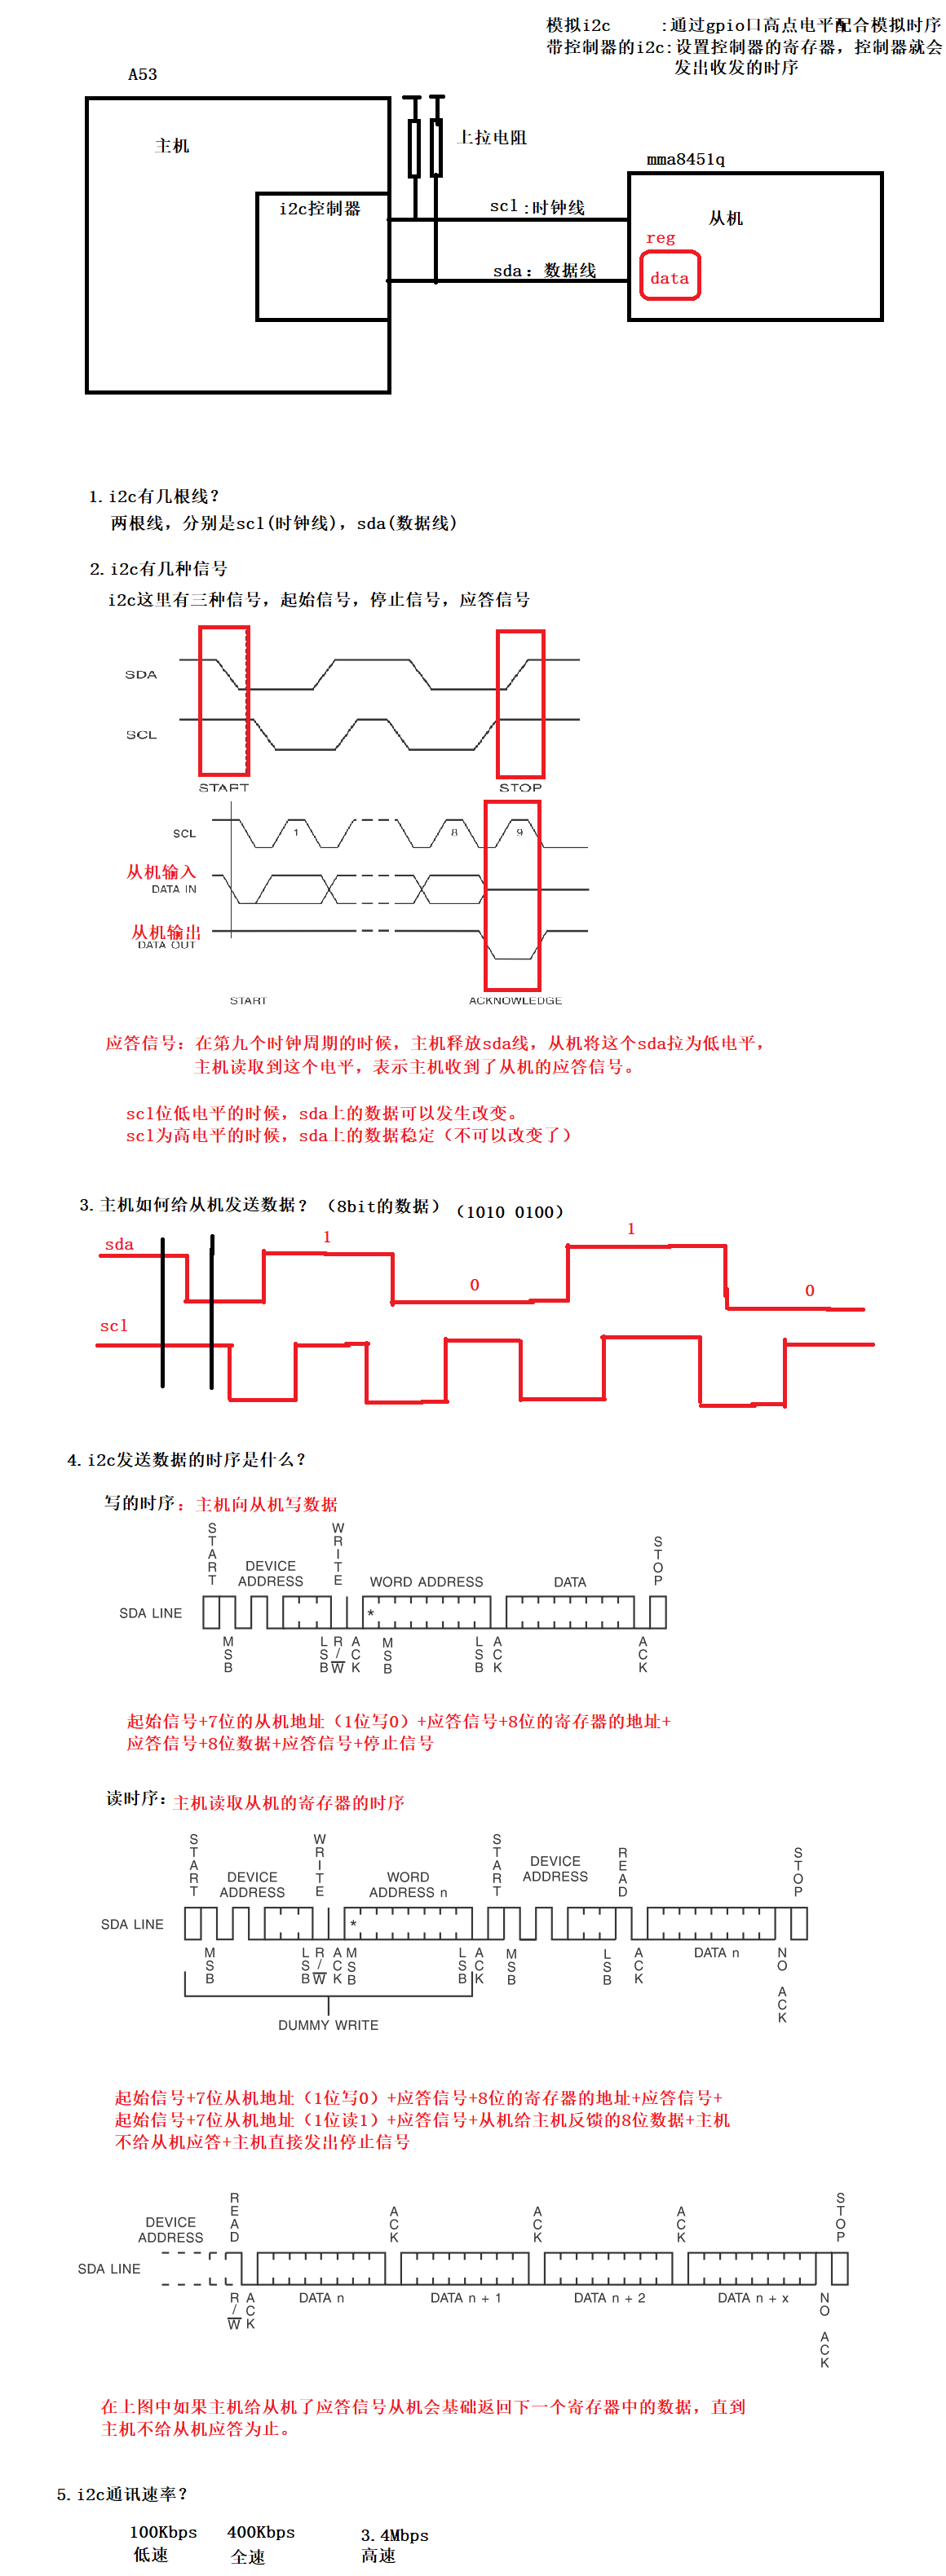 模拟i2c :通过gpio口高点电平配合模拟时序
带控制器的i2c:设置控制器的寄存器，控制器就会
发出收发的时序
A53
主机
上拉电阻
mma8451q
i2c控制器
scl:时钟线
从机
reg
sda: 数据线
data
1.i2c有几根线？
两根线，分别是scl(时钟线)，sda(数据线)
2.i2c有几种信号
i2c这里有三种信号，起始信号，停止信号，应答信号
SDA
SCL
START STOP
SCL 1 8 9
从机输入
DATA IN
从机输出
DATA OUT
START ACKNOWLEDGE
应答信号：在第九个时钟周期的时候，主机释放sda线，从机将这个sda拉为低电平，
主机读取到这个电平，表示主机收到了从机的应答信号。
scl位低电平的时候，sda上的数据可以发生改变。
scl为高电平的时候，sda上的数据稳定（不可以改变了）
3.主机如何给从机发送数据？（8bit的数据）（1010 0100）
sda 1 0 1 0
scl
4.i2c发送数据的时序是什么？
写的时序：主机向从机写数据
START DEVICE ADDRESS WRITE WORD ADDRESS DATA STOP
SDA LINE *
MSB LSB R/W ACK MSB LSB ACK ACK
起始信号+7位的从机地址（1位写0）+应答信号+8位的寄存器的地址+
应答信号+8位数据+应答信号+停止信号
读时序：主机读取从机的寄存器的时序
START DEVICE ADDRESS WRITE WORD ADDRESS n START DEVICE ADDRESS READ STOP
SDA LINE *
MSB LSB R/W ACK MSB LSB ACK MSB LSB ACK DATA n NO ACK
DUMMY WRITE
起始信号+7位从机地址（1位写0）+应答信号+8位的寄存器的地址+应答信号+
起始信号+7位从机地址（1位读1）+应答信号+从机给主机反馈的8位数据+主机
不给从机应答+主机直接发出停止信号
DEVICE ADDRESS READ ACK ACK ACK STOP
SDA LINE
R/W ACK DATA n DATA n + 1 DATA n + 2 DATA n + x NO ACK
在上图中如果主机给从机了应答信号从机会基础返回下一个寄存器中的数据，直到
主机不给从机应答为止。
5.i2c通讯速率？
100Kbps 400Kbps 3.4Mbps
低速 全速 高速